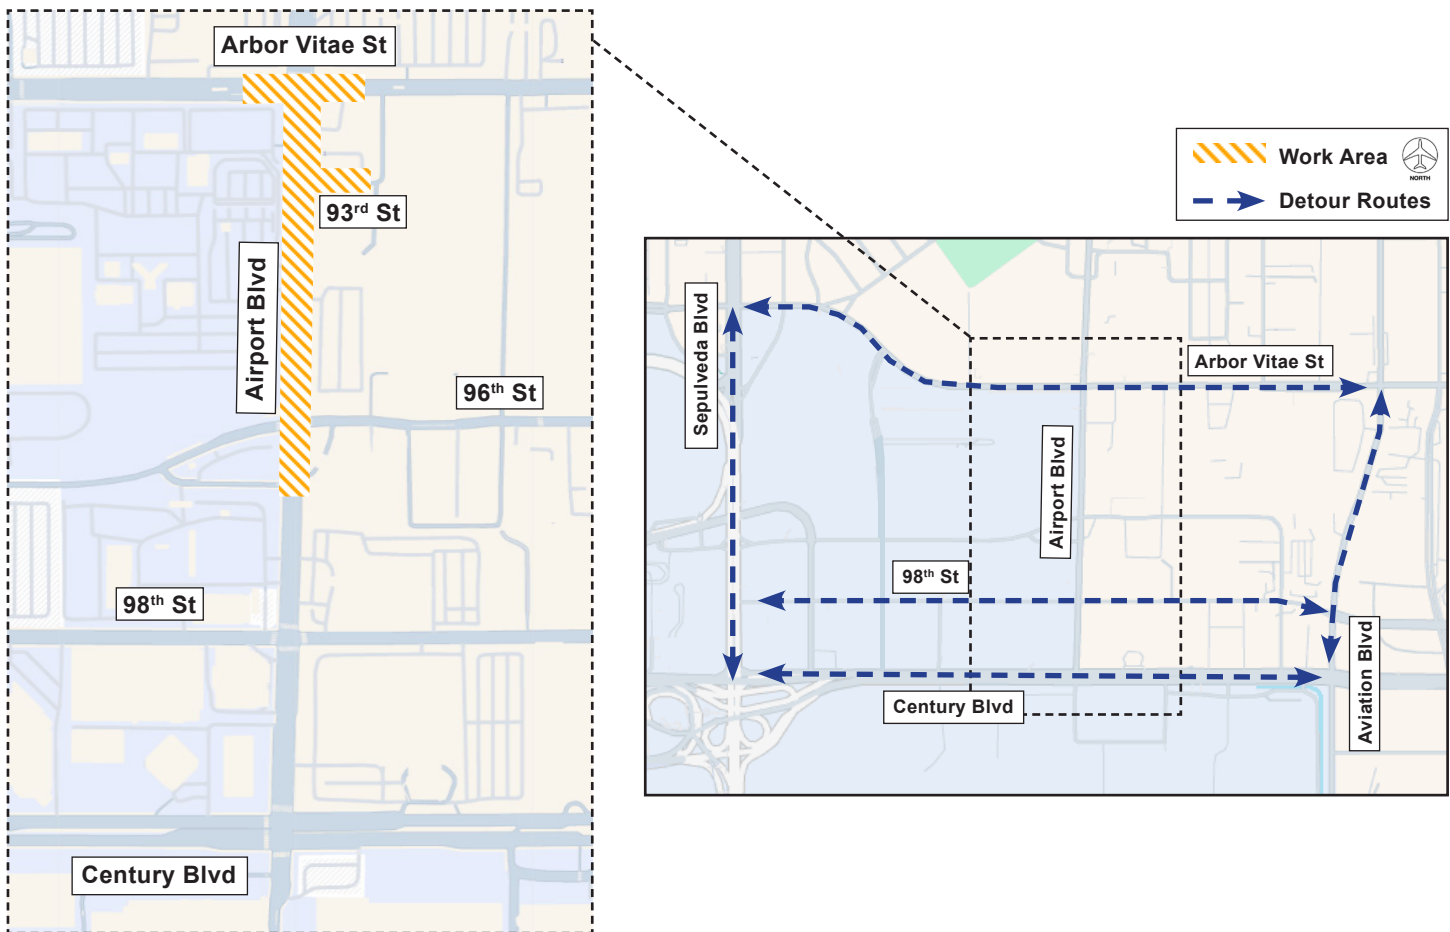 Arbor Vitae St
93rd St
Airport Blvd
96th St
98th St
Century Blvd
Work Area
NORTH
Detour Routes
Sepulveda Blvd
Arbor Vitae St
Airport Blvd
98th St
Century Blvd
Aviation Blvd